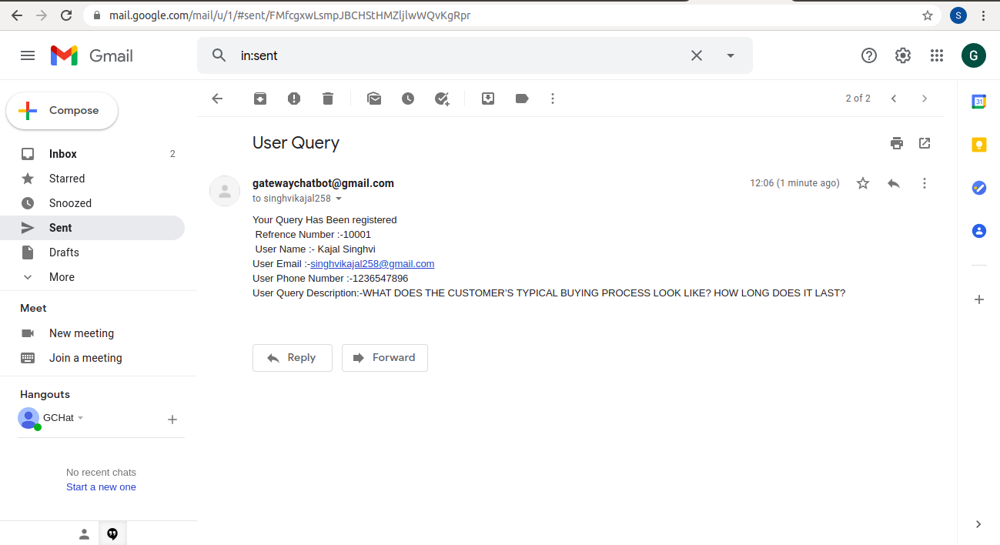 mail.google.com/mail/u/1/#sent/FMfcgxwLsmpJBCHStHMZljlwWQvKgRpr
S
Gmail
in:sent
G
Compose
2 of 2
31
User Query
Inbox 2
Starred
Snoozed
Sent
Drafts
More
gatewaychatbot@gmail.com
12:06 (1 minute ago)
to singhvikajal258
Your Query Has Been registered
Refrence Number :-10001
User Name :- Kajal Singhvi
User Email :-singhvikajal258@gmail.com
User Phone Number :-1236547896
User Query Description:-WHAT DOES THE CUSTOMER'S TYPICAL BUYING PROCESS LOOK LIKE? HOW LONG DOES IT LAST?
Reply
Forward
Meet
New meeting
Join a meeting
Hangouts
GCHat
No recent chats
Start a new one